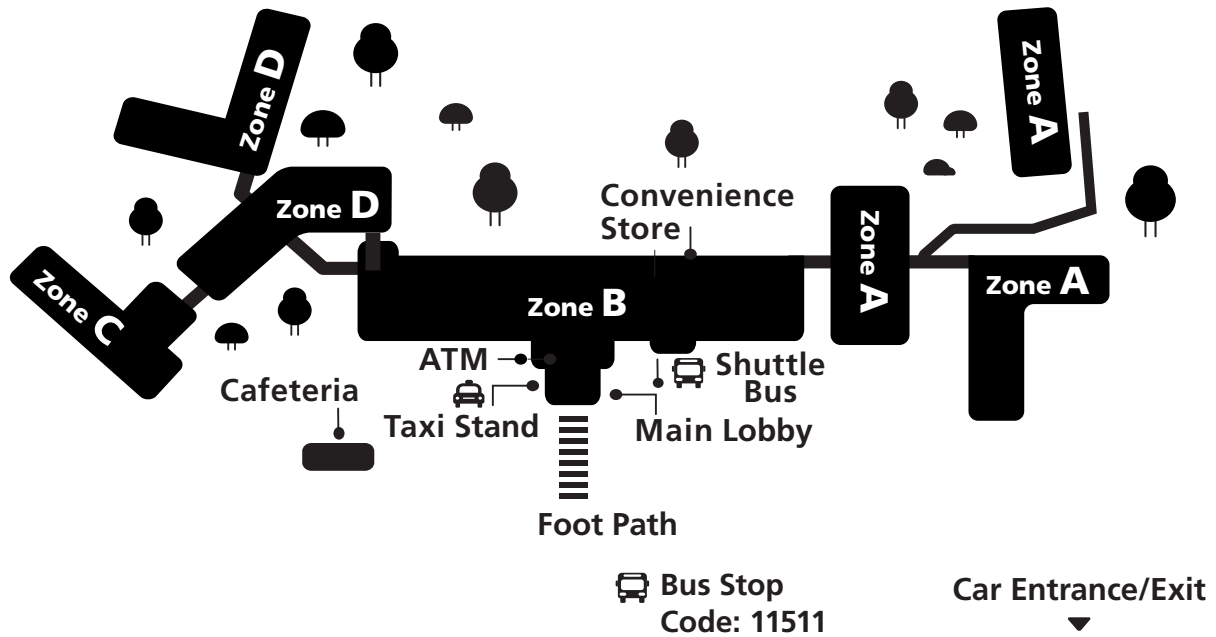 Zone D
Zone A
Zone D
Convenience
Store
Zone A
Zone A
Zone C
Zone B
ATM
Shuttle
Bus
Cafeteria
Taxi Stand
Main Lobby
Foot Path
Bus Stop
Code: 11511
Car Entrance/Exit